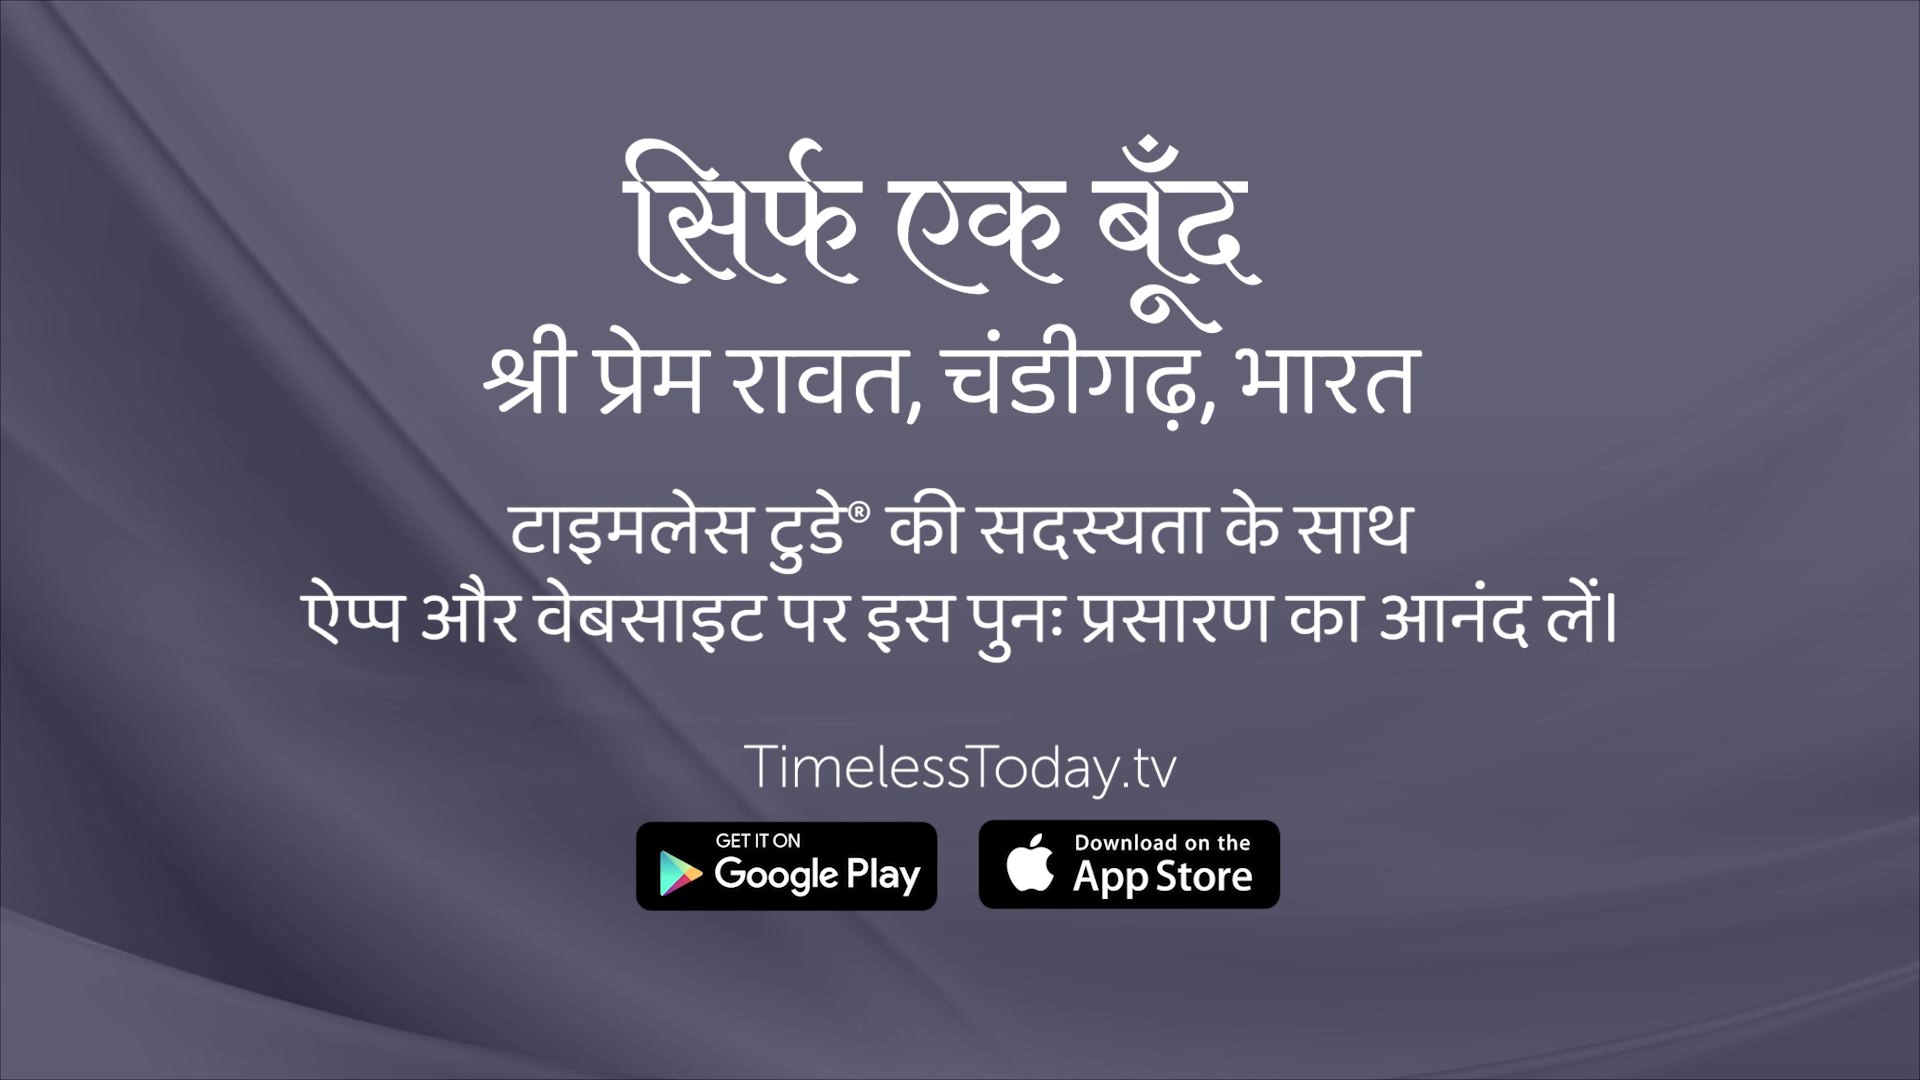 सिर्फ एक बूँद
श्री प्रेम रावत, चंडीगढ़, भारत
टाइमलेस टुडे® की सदस्यता के साथ
ऐप्प और वेबसाइट पर इस पुनः प्रसारण का आनंद लें।
TimelessToday.tv
GET IT ON
Google Play
Download on the
App Store